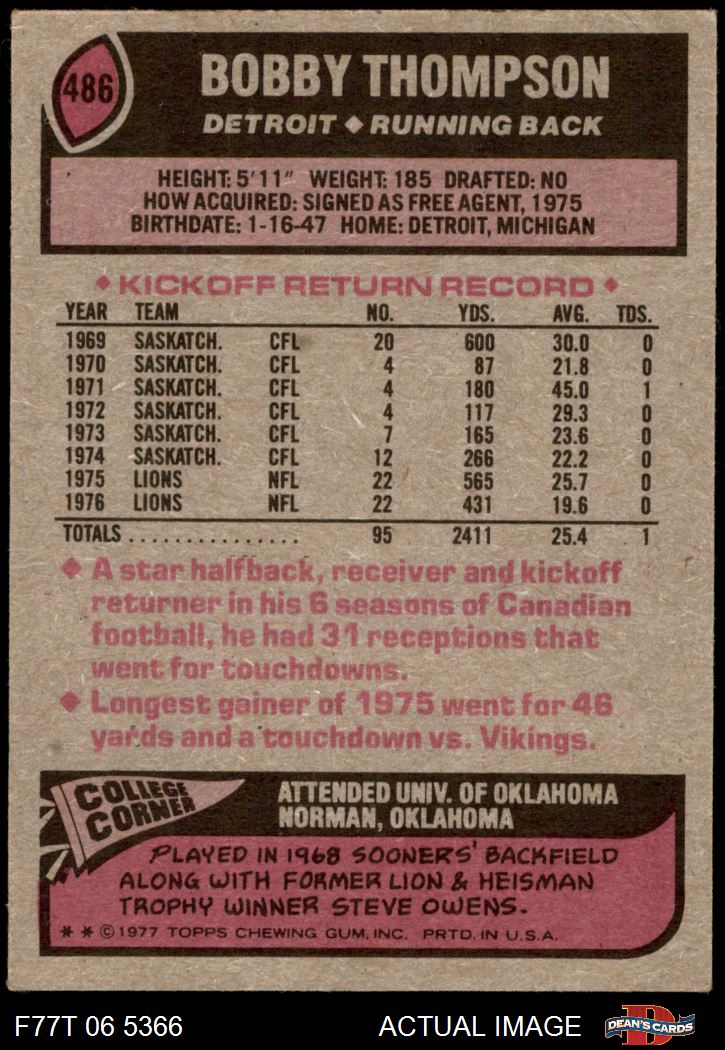 486
BOBBY THOMPSON
DETROIT ◆ RUNNING BACK
HEIGHT: 5'11" WEIGHT: 185 DRAFTED: NO
HOW ACQUIRED: SIGNED AS FREE AGENT, 1975
BIRTHDATE: 1-16-47 HOME: DETROIT, MICHIGAN
◆ KICKOFF RETURN RECORD ◆
YEAR TEAM NO. YDS. AVG. TDS.
1969 SASKATCH. CFL 20 600 30.0 0
1970 SASKATCH. CFL 4 87 21.8 0
1971 SASKATCH. CFL 4 180 45.0 1
1972 SASKATCH. CFL 4 117 29.3 0
1973 SASKATCH. CFL 7 165 23.6 0
1974 SASKATCH. CFL 12 266 22.2 0
1975 LIONS NFL 22 565 25.7 0
1976 LIONS NFL 22 431 19.6 0
TOTALS ............... 95 2411 25.4 1
◆ A star halfback, receiver and kickoff
returner in his 6 seasons of Canadian
football, he had 31 receptions that
went for touchdowns.
◆ Longest gainer of 1975 went for 46
yards and a touchdown vs. Vikings.
COLLEGE
CORNER
ATTENDED UNIV. OF OKLAHOMA
NORMAN, OKLAHOMA
PLAYED IN 1968 SOONERS' BACKFIELD
ALONG WITH FORMER LION & HEISMAN
TROPHY WINNER STEVE OWENS.
* * © 1977 TOPPS CHEWING GUM, INC. PRTD. IN U.S.A.
F77T 06 5366 ACTUAL IMAGE
D
DEAN'S CARDS